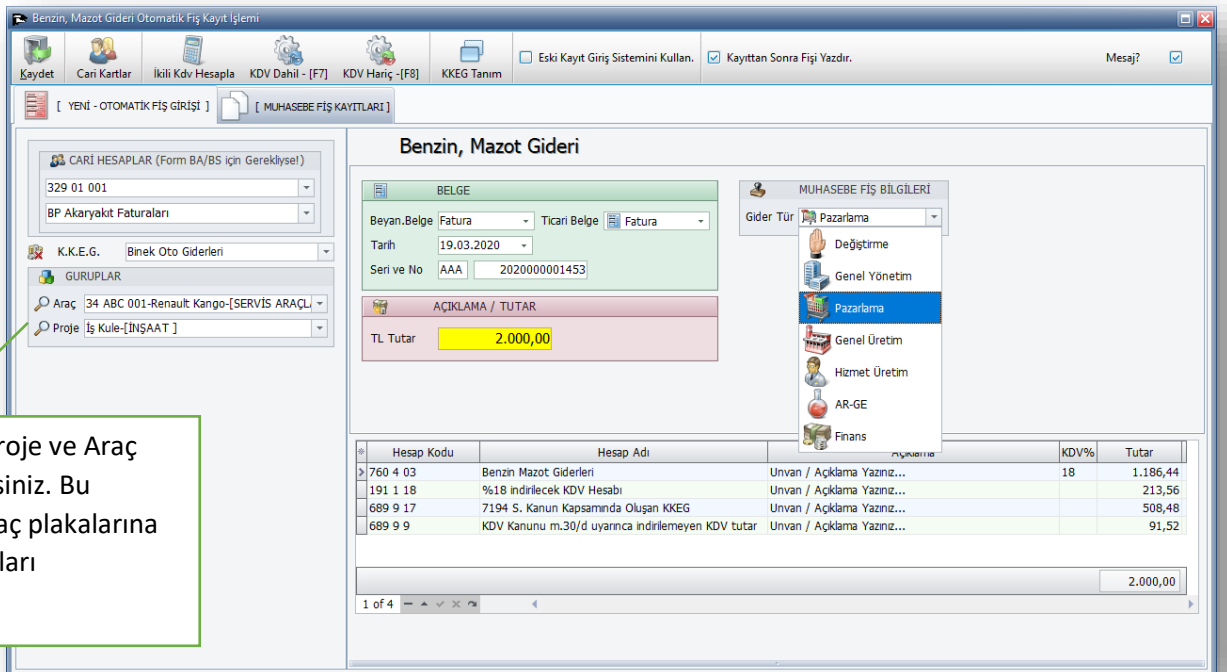 Benzin, Mazot Gideri Otomatik Fiş Kayıt İşlemi
Kaydet Cari Kartlar İkili Kdv Hesapla KDV Dahil - [F7] KDV Hariç -[F8] KKEG Tanım Eski Kayıt Giriş Sistemini Kullan. Kayıttan Sonra Fişi Yazdır. Mesaj?
[ YENİ - OTOMATİK FİŞ GİRİŞİ ] [ MUHASEBE FİŞ KAYITLARI ]
CARİ HESAPLAR (Form BA/BS için Gerekliyse!)
329 01 001
BP Akaryakıt Faturaları
K.K.E.G. Binek Oto Giderleri
GURUPLAR
Araç 34 ABC 001-Renault Kango-[SERVİS ARAÇL
Proje İş Kule-[İNŞAAT ]
roje ve Araç
siniz. Bu
aç plakalarına
ları
Benzin, Mazot Gideri
BELGE
Beyan.Belge Fatura Ticari Belge Fatura
Tarih 19.03.2020
Seri ve No AAA 2020000001453
AÇIKLAMA / TUTAR
TL Tutar 2.000,00
MUHASEBE FİŞ BİLGİLERİ
Gider Tür Pazarlama
Değiştirme
Genel Yönetim
Pazarlama
Genel Üretim
Hizmet Üretim
AR-GE
Finans
Hesap Kodu Hesap Adı Açıklama KDV% Tutar
760 4 03 Benzin Mazot Giderleri Unvan / Açıklama Yazınız... 18 1.186,44
191 1 18 %18 indirilecek KDV Hesabı Unvan / Açıklama Yazınız... 213,56
689 9 17 7194 S. Kanun Kapsamında Oluşan KKEG Unvan / Açıklama Yazınız... 508,48
689 9 9 KDV Kanunu m.30/d uyarınca indirilemeyen KDV tutar Unvan / Açıklama Yazınız... 91,52
2.000,00
1 of 4